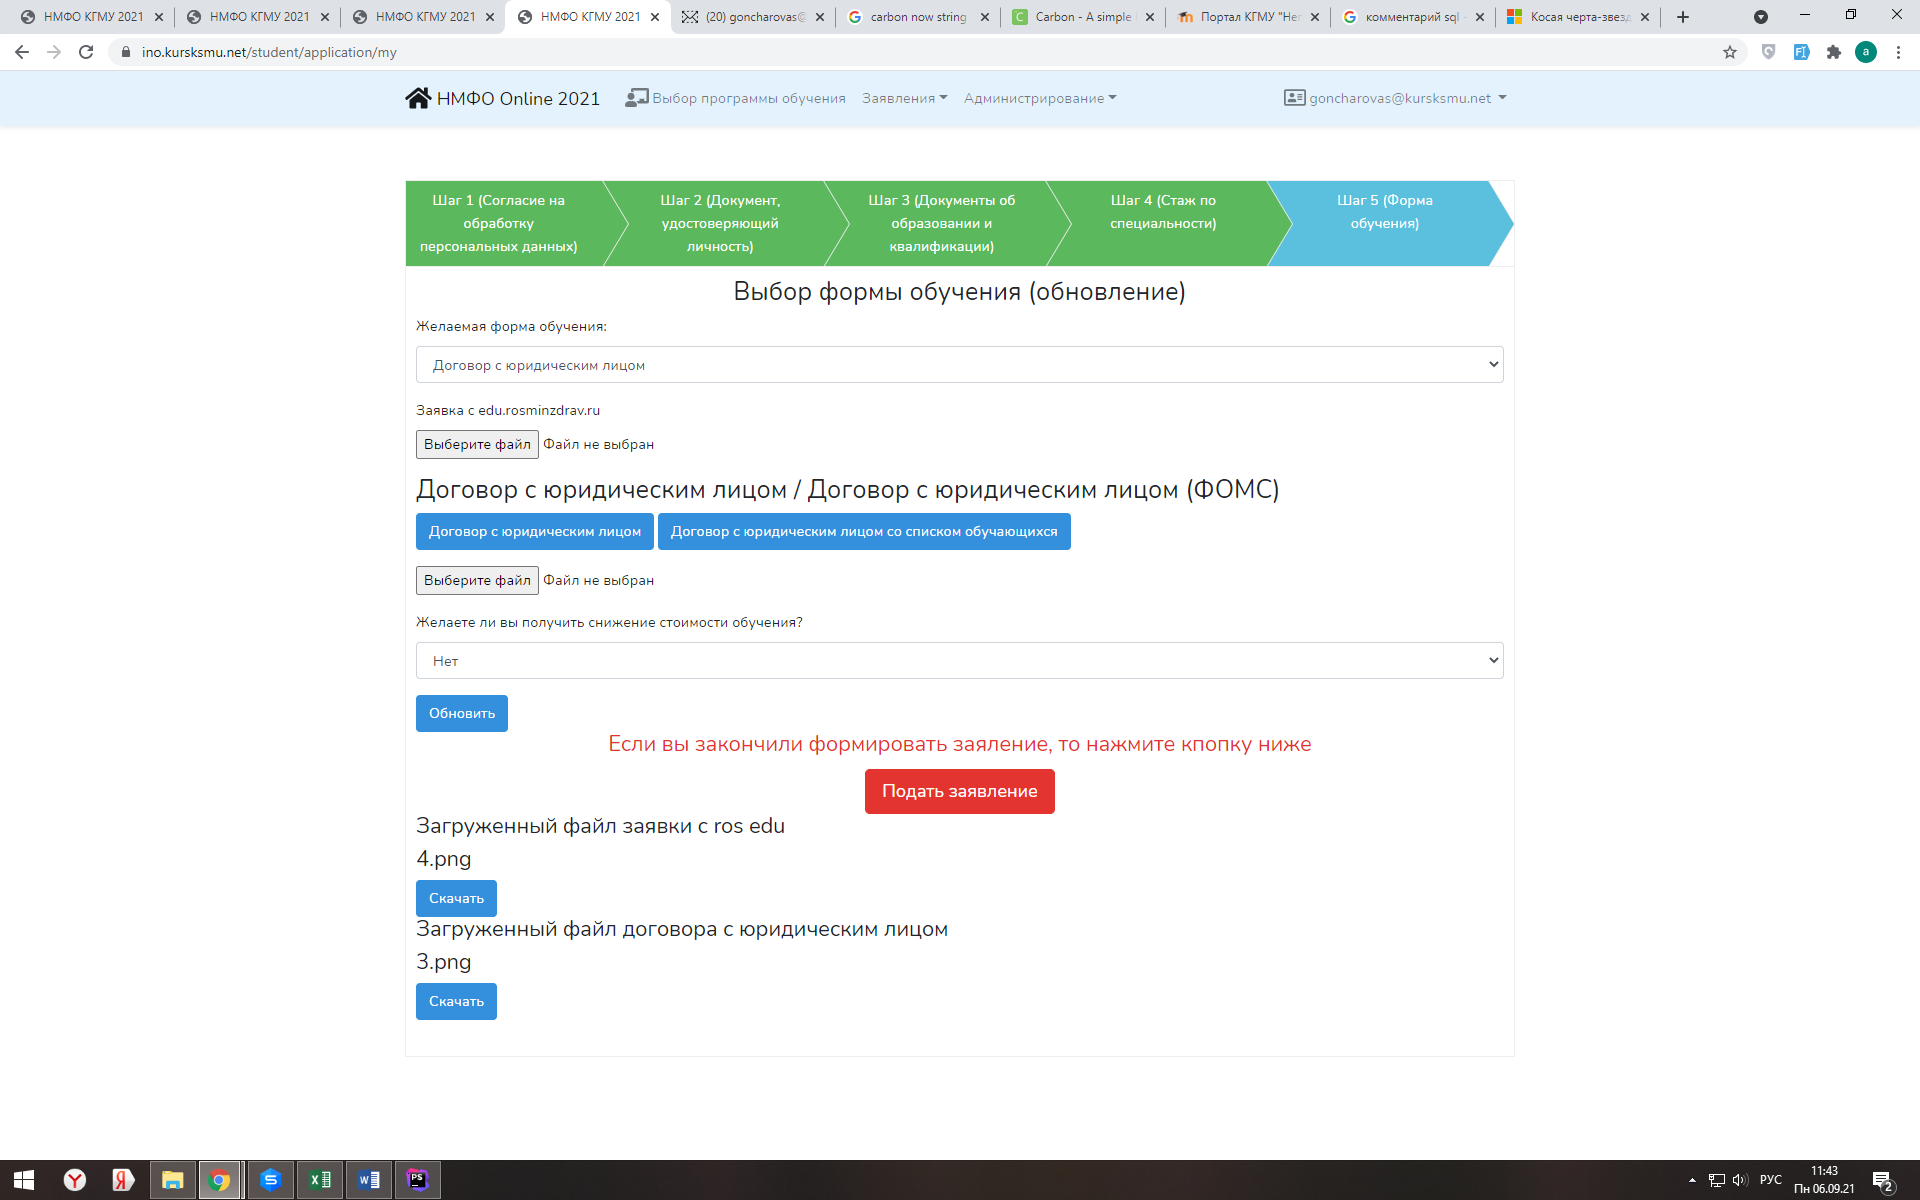 НМФО КГМУ 2021
НМФО КГМУ 2021
НМФО КГМУ 2021
НМФО КГМУ 2021
(20) goncharovas@
carbon now string
Carbon - A simple
Портал КГМУ "Не
комментарий sql
Косая черта-звезд
ino.kursksmu.net/student/application/my
a
НМФО Online 2021
Выбор программы обучения
Заявления
Администрирование
goncharovas@kursksmu.net
Шаг 1 (Согласие на
обработку
персональных данных)
Шаг 2 (Документ,
удостоверяющий
личность)
Шаг 3 (Документы об
образовании и
квалификации)
Шаг 4 (Стаж по
специальности)
Шаг 5 (Форма
обучения)
Выбор формы обучения (обновление)
Желаемая форма обучения:
Договор с юридическим лицом
Заявка с edu.rosminzdrav.ru
Выберите файл Файл не выбран
Договор с юридическим лицом / Договор с юридическим лицом (ФОМС)
Договор с юридическим лицом Договор с юридическим лицом со списком обучающихся
Выберите файл Файл не выбран
Желаете ли вы получить снижение стоимости обучения?
Нет
Обновить
Если вы закончили формировать заяление, то нажмите кпопку ниже
Подать заявление
Загруженный файл заявки с ros edu
4.png
Скачать
Загруженный файл договора с юридическим лицом
3.png
Скачать
РУС
11:43
Пн 06.09.21
2